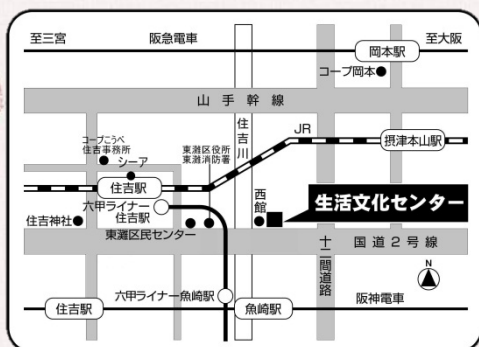 至三宮
阪急電車
岡本駅
至大阪
コープ岡本
山手幹線
コープこうべ
住吉事務所
シーア
東灘区役所
東灘消防署
住吉川
JR
摂津本山駅
住吉駅
六甲ライナー
住吉駅
西館
生活文化センター
住吉神社
東灘区民センター
十二間道路
国道2号線
N
六甲ライナー魚崎駅
住吉駅
魚崎駅
阪神電車